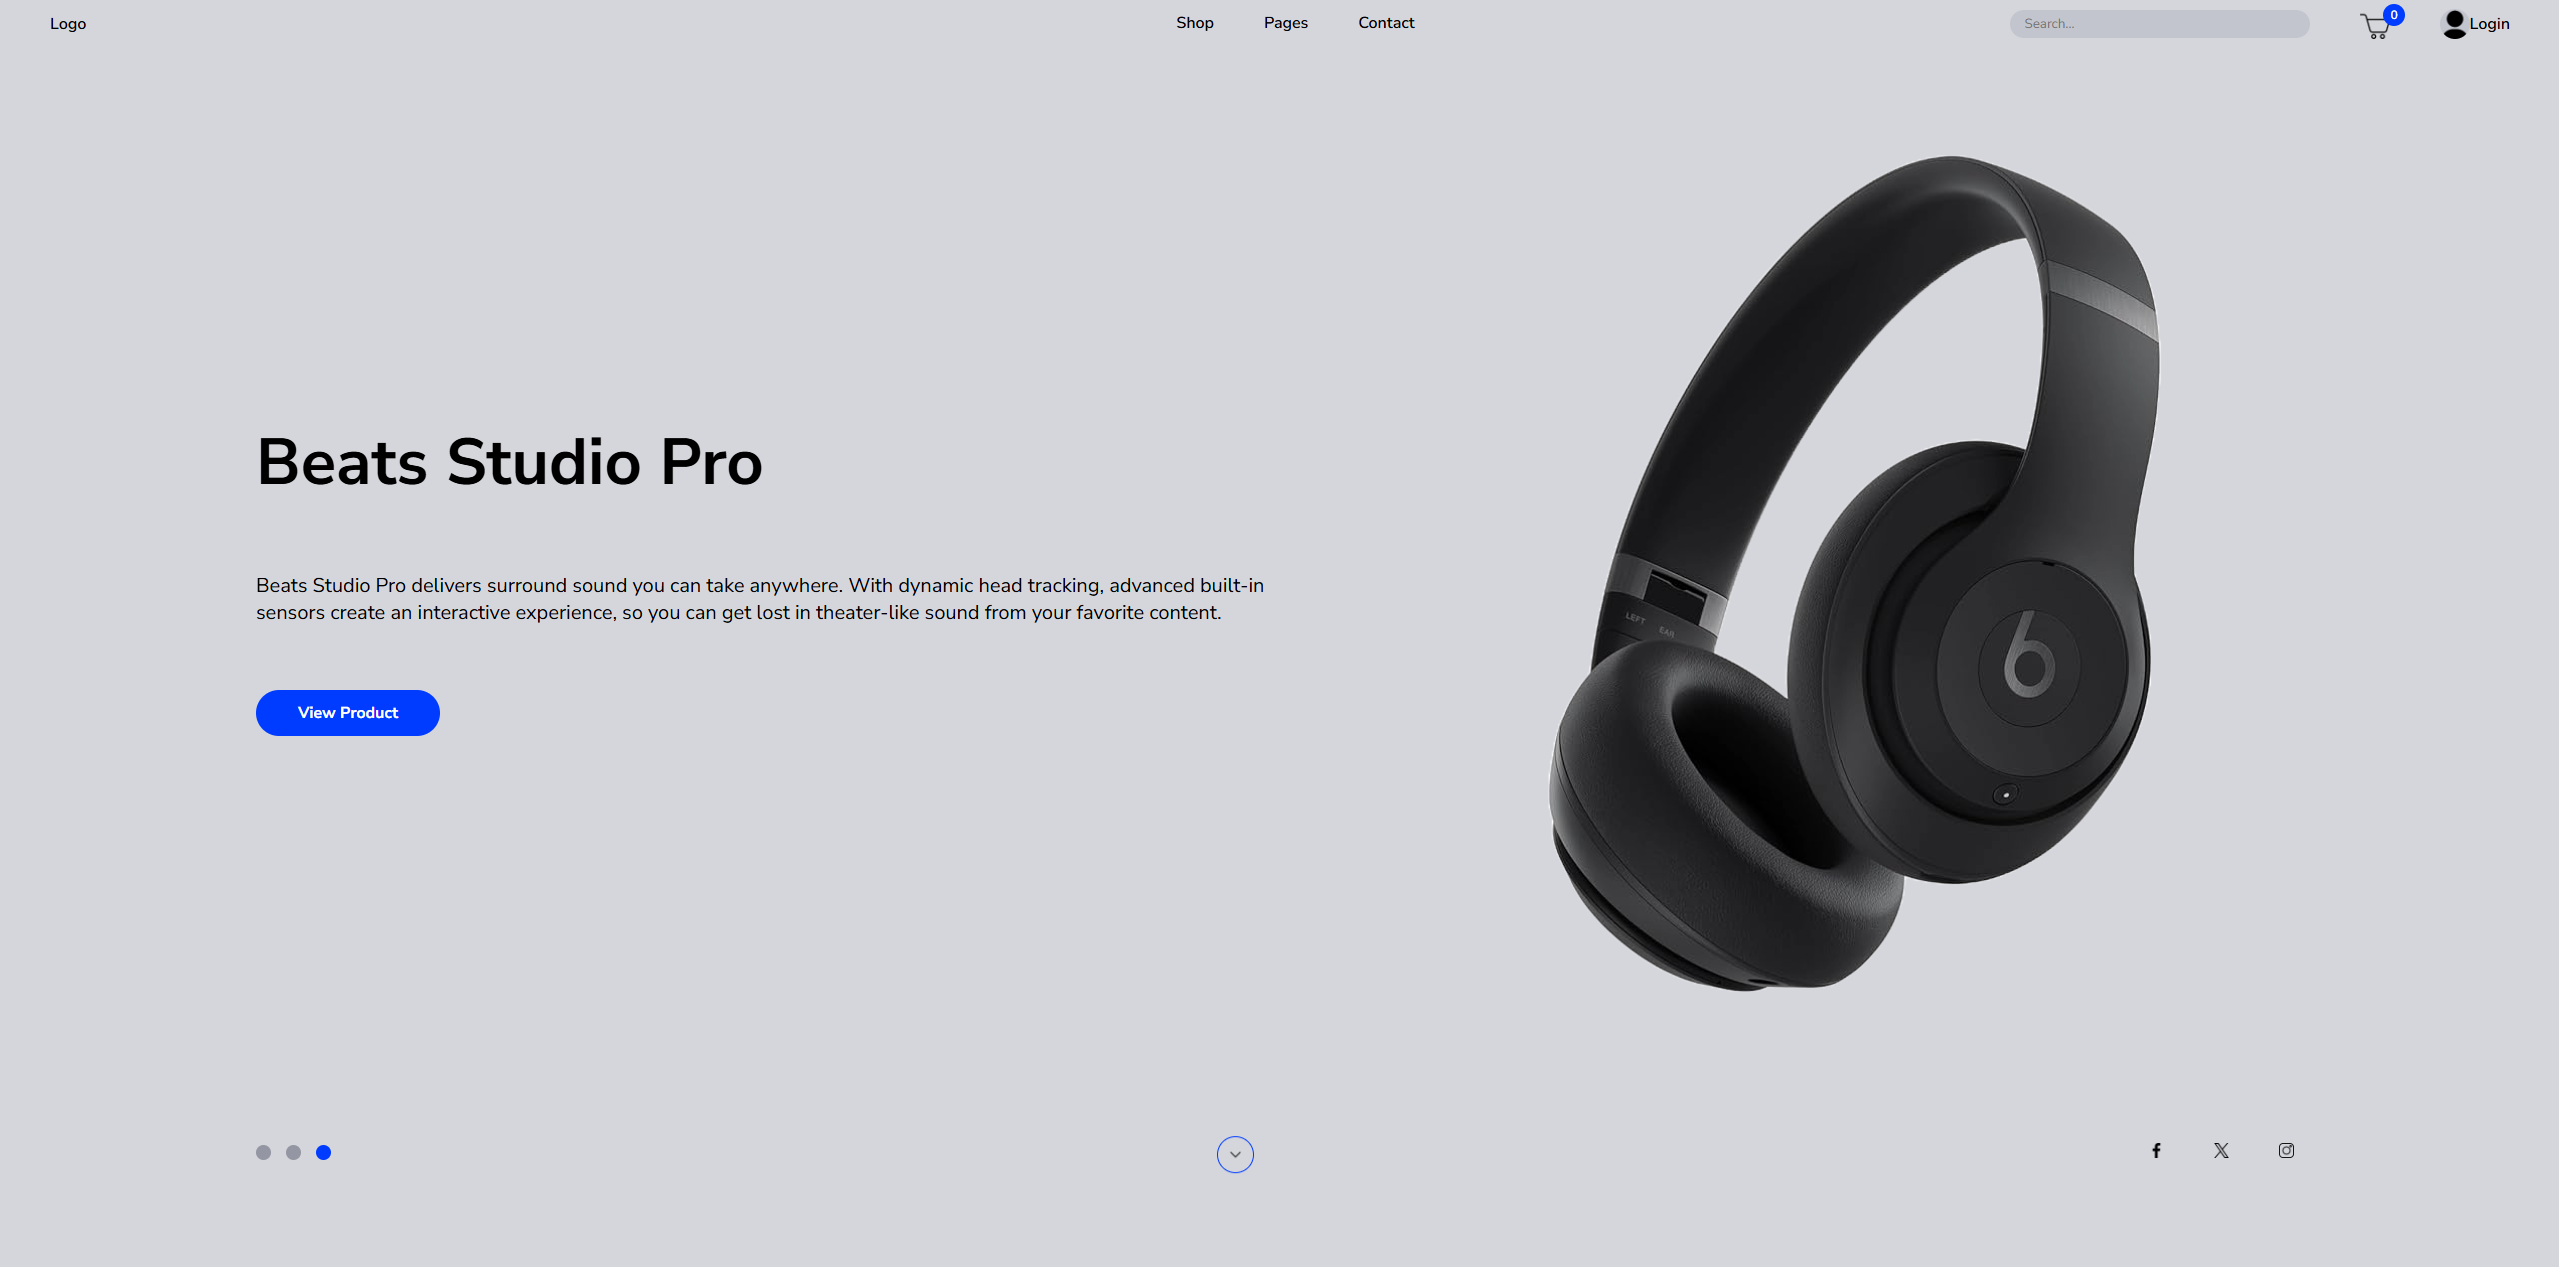 Logo
Shop
Pages
Contact
Search...
0
Login
Beats Studio Pro
Beats Studio Pro delivers surround sound you can take anywhere. With dynamic head tracking, advanced built-in
sensors create an interactive experience, so you can get lost in theater-like sound from your favorite content.
View Product
LEFT EAR
b